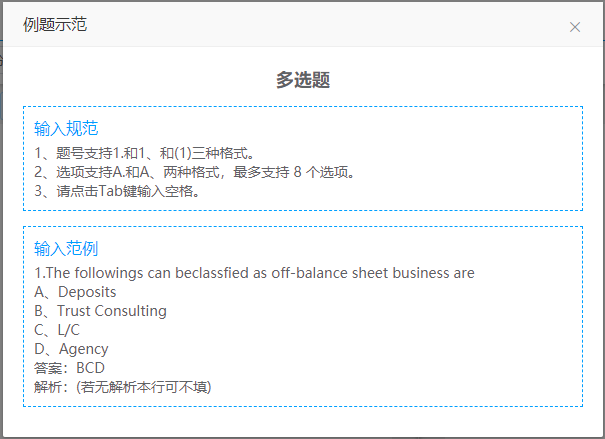 例题示范
多选题
输入规范
1、题号支持1.和1、和(1)三种格式。
2、选项支持A.和A、两种格式，最多支持 8 个选项。
3、请点击Tab键输入空格。
输入范例
1.The followings can beclassfied as off-balance sheet business are
A、Deposits
B、Trust Consulting
C、L/C
D、Agency
答案：BCD
解析：(若无解析本行可不填)